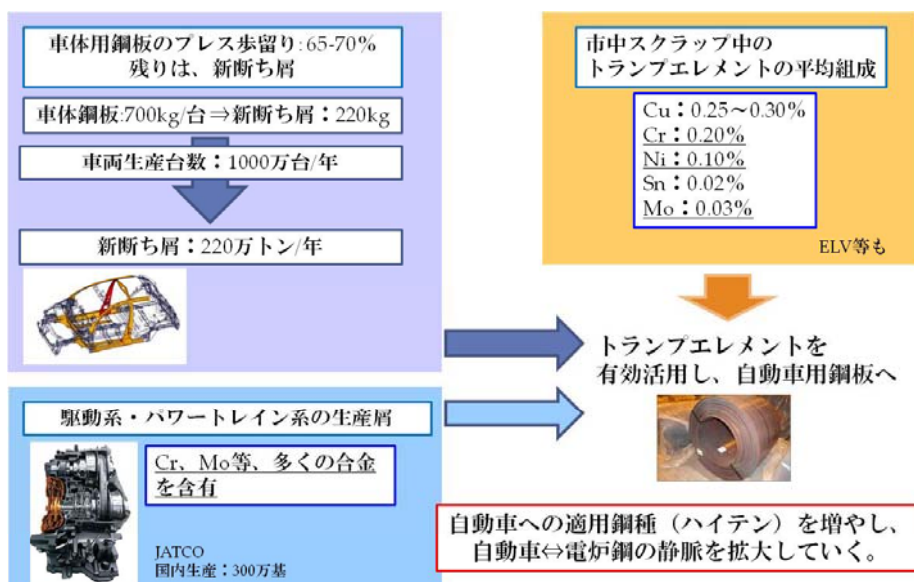 車体用鋼板のプレス歩留り:65-70%
残りは、新断ち屑
車体鋼板:700kg/台⇒新断ち屑：220kg
車両生産台数：1000万台/年
新断ち屑：220万トン/年
駆動系・パワートレイン系の生産屑
Cr、Mo等、多くの合金
を含有
JATCO
国内生産：300万基
市中スクラップ中の
トランプエレメントの平均組成
Cu：0.25～0.30%
Cr：0.20%
Ni：0.10%
Sn：0.02%
Mo：0.03%
ELV等も
トランプエレメントを
有効活用し、自動車用鋼板へ
自動車への適用鋼種（ハイテン）を増やし、
自動車⇔電炉鋼の静脈を拡大していく。